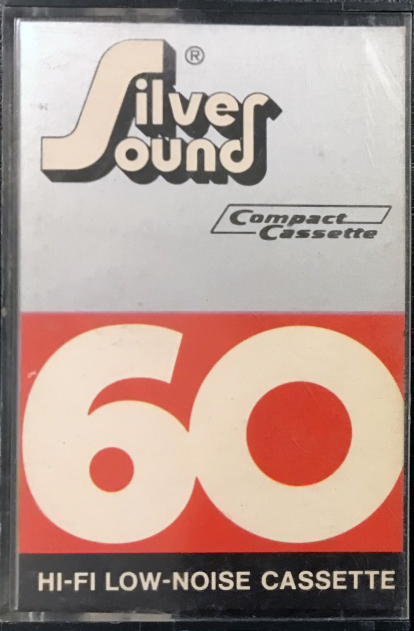 Silver ®
Sound
Compact
Cassette
60
HI-FI LOW-NOISE CASSETTE